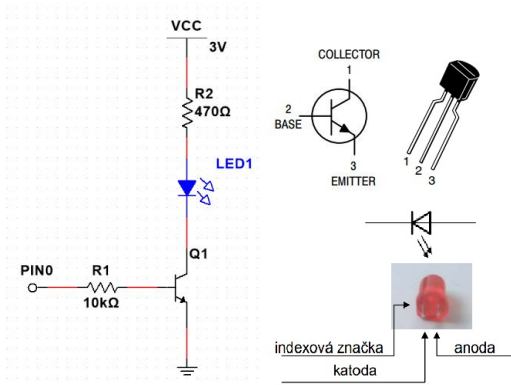 VCC
3V
R2
470Ω
LED1
Q1
PIN0
R1
10kΩ
COLLECTOR
1
2
BASE
3
EMITTER
1
2
3
indexová značka
anoda
katoda